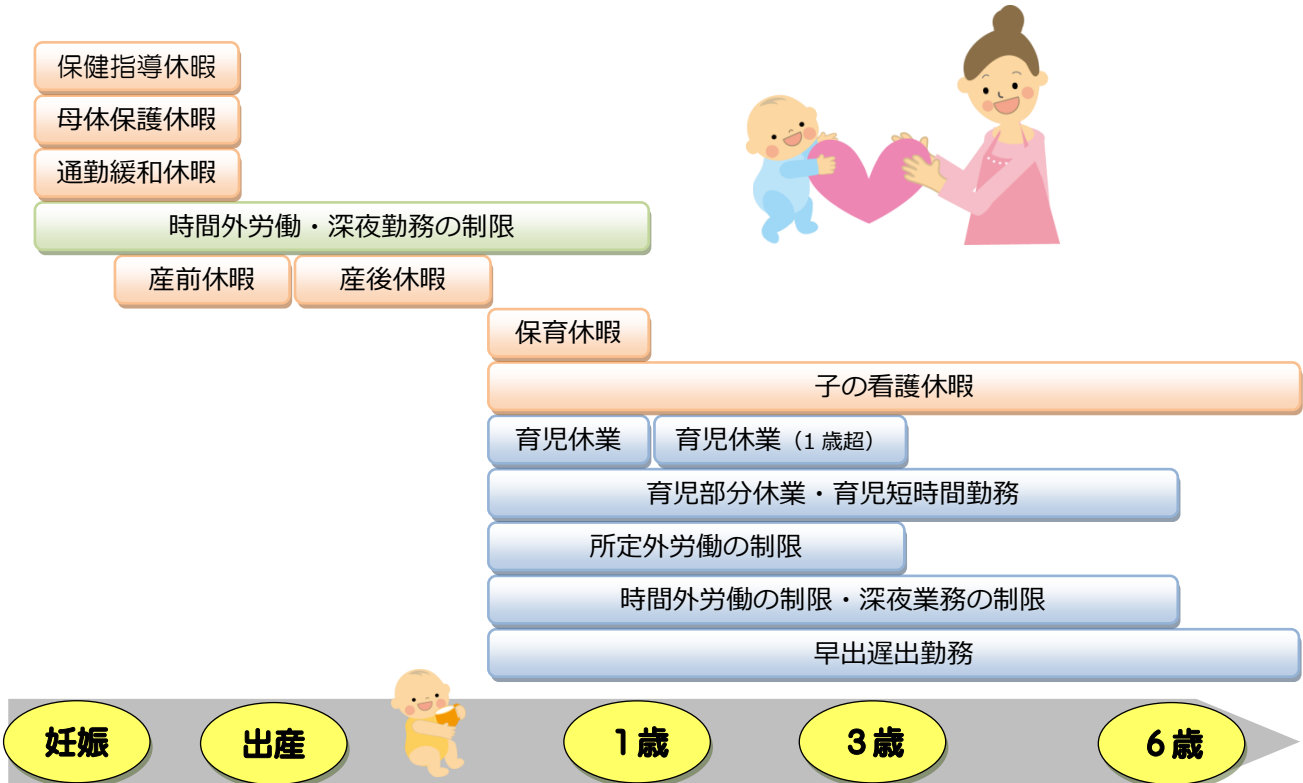 保健指導休暇
母体保護休暇
通勤緩和休暇
時間外労働・深夜勤務の制限
産前休暇
産後休暇
保育休暇
子の看護休暇
育児休業
育児休業（1 歳超）
育児部分休業・育児短時間勤務
所定外労働の制限
時間外労働の制限・深夜業務の制限
早出遅出勤務
妊娠
出産
１歳
３歳
６歳